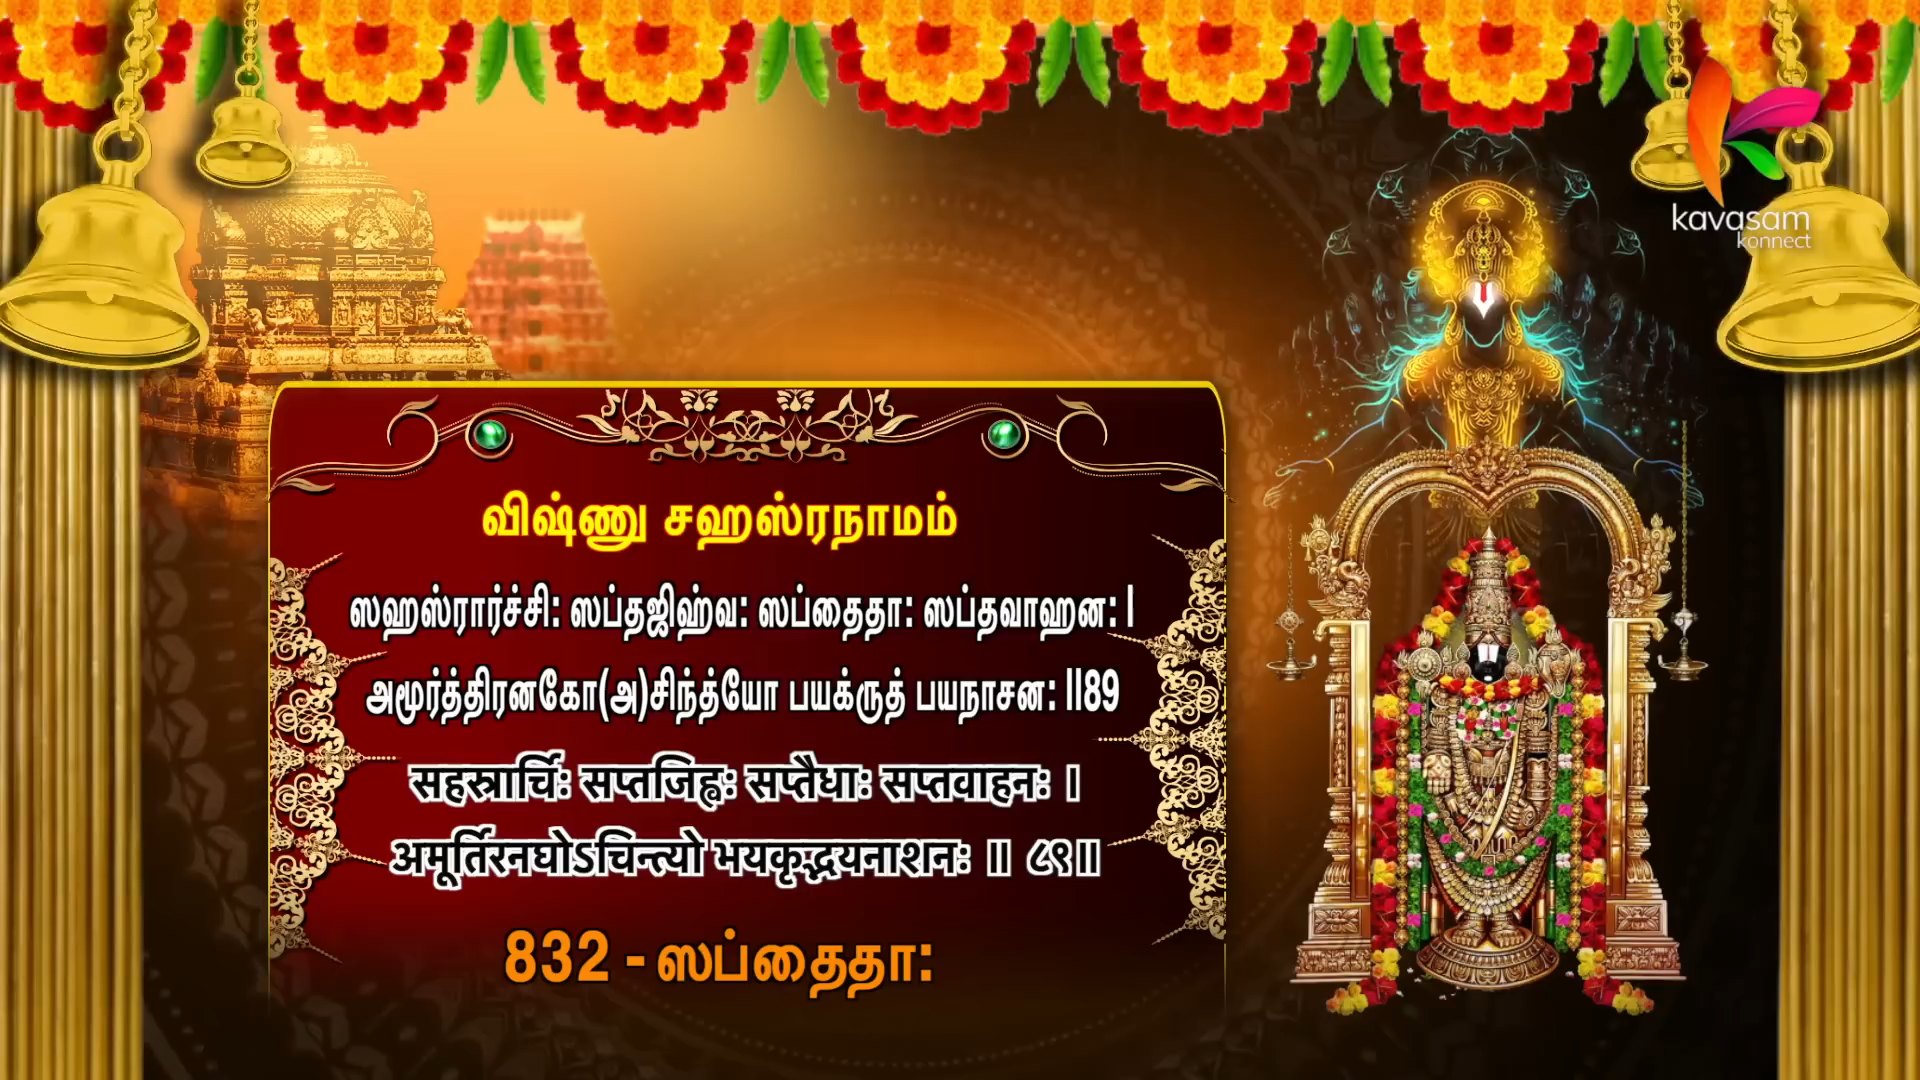 kavasam
konnect
விஷ்ணு சஹஸ்ரநாமம்
ஸஹஸ்ரார்ச்சி: ஸப்தஜிஹ்வ: ஸப்தைதா: ஸப்தவாஹன: |
அமூர்த்திரனகோ(அ)சிந்த்யோ பயக்ருத் பயநாசன: ||89
सहस्रार्चिः सप्तजिह्वः सप्तैधाः सप्तवाहनः ।
अमूर्तिरनघोऽचिन्त्यो भयकृद्भयनाशनः ॥ ८९॥
832 - ஸப்தைதா: